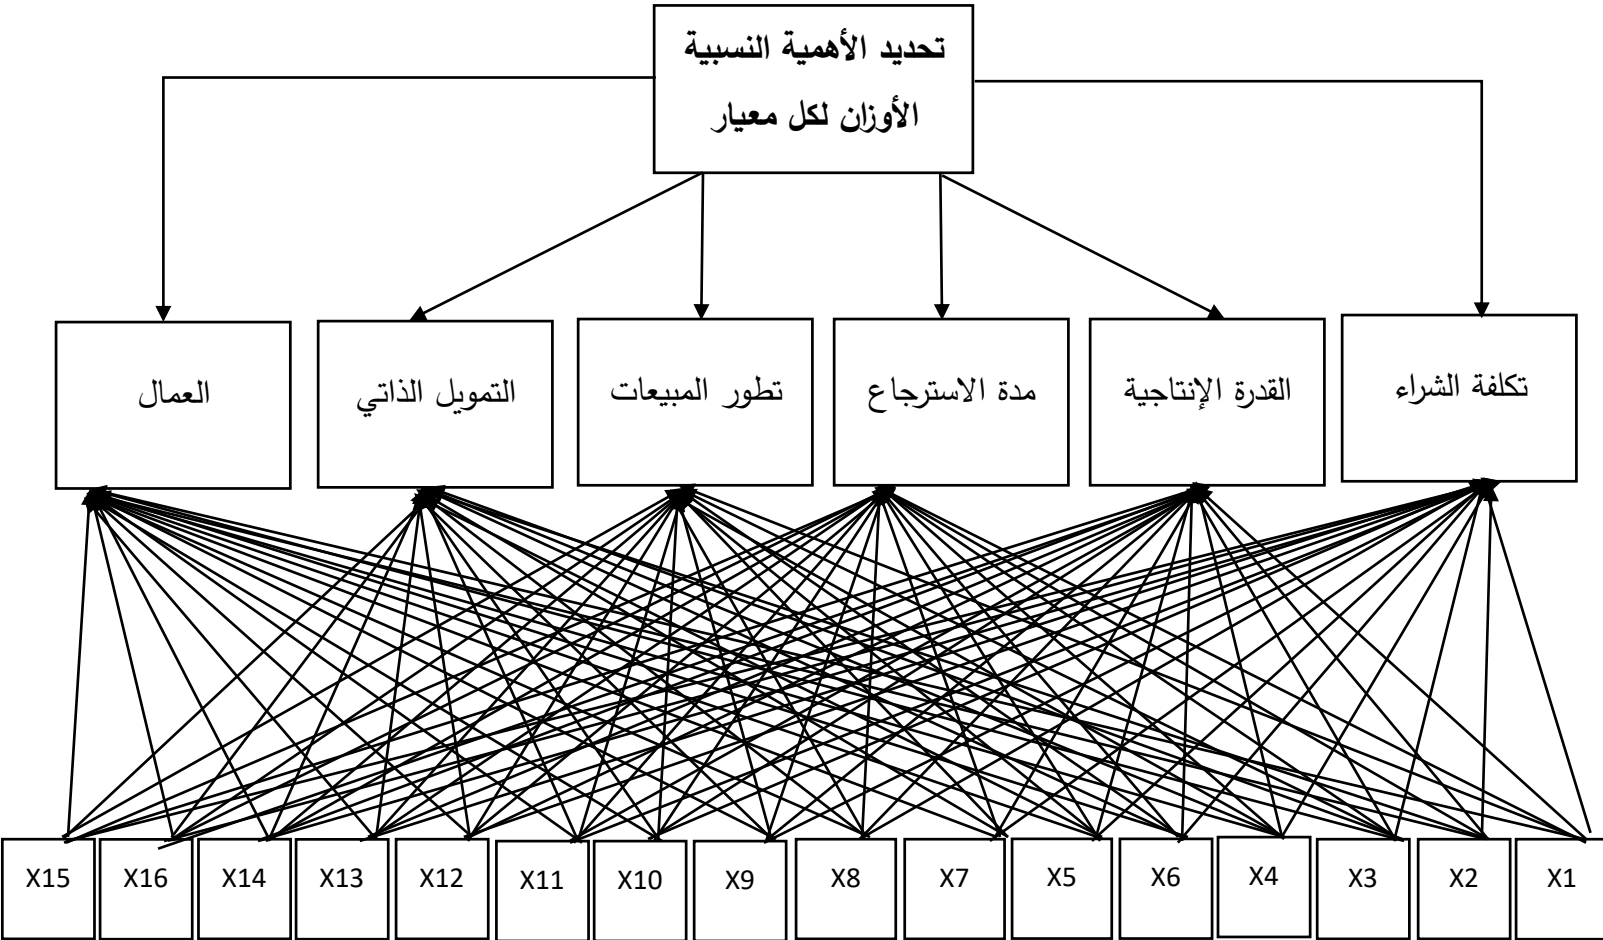 تحديد الأهمية النسبية
الأوزان لكل معيار
تكلفة الشراء
القدرة الإنتاجية
مدة الاسترجاع
تطور المبيعات
التمويل الذاتي
العمال
X1
X2
X3
X4
X6
X5
X7
X8
X9
X10
X11
X12
X13
X14
X16
X15